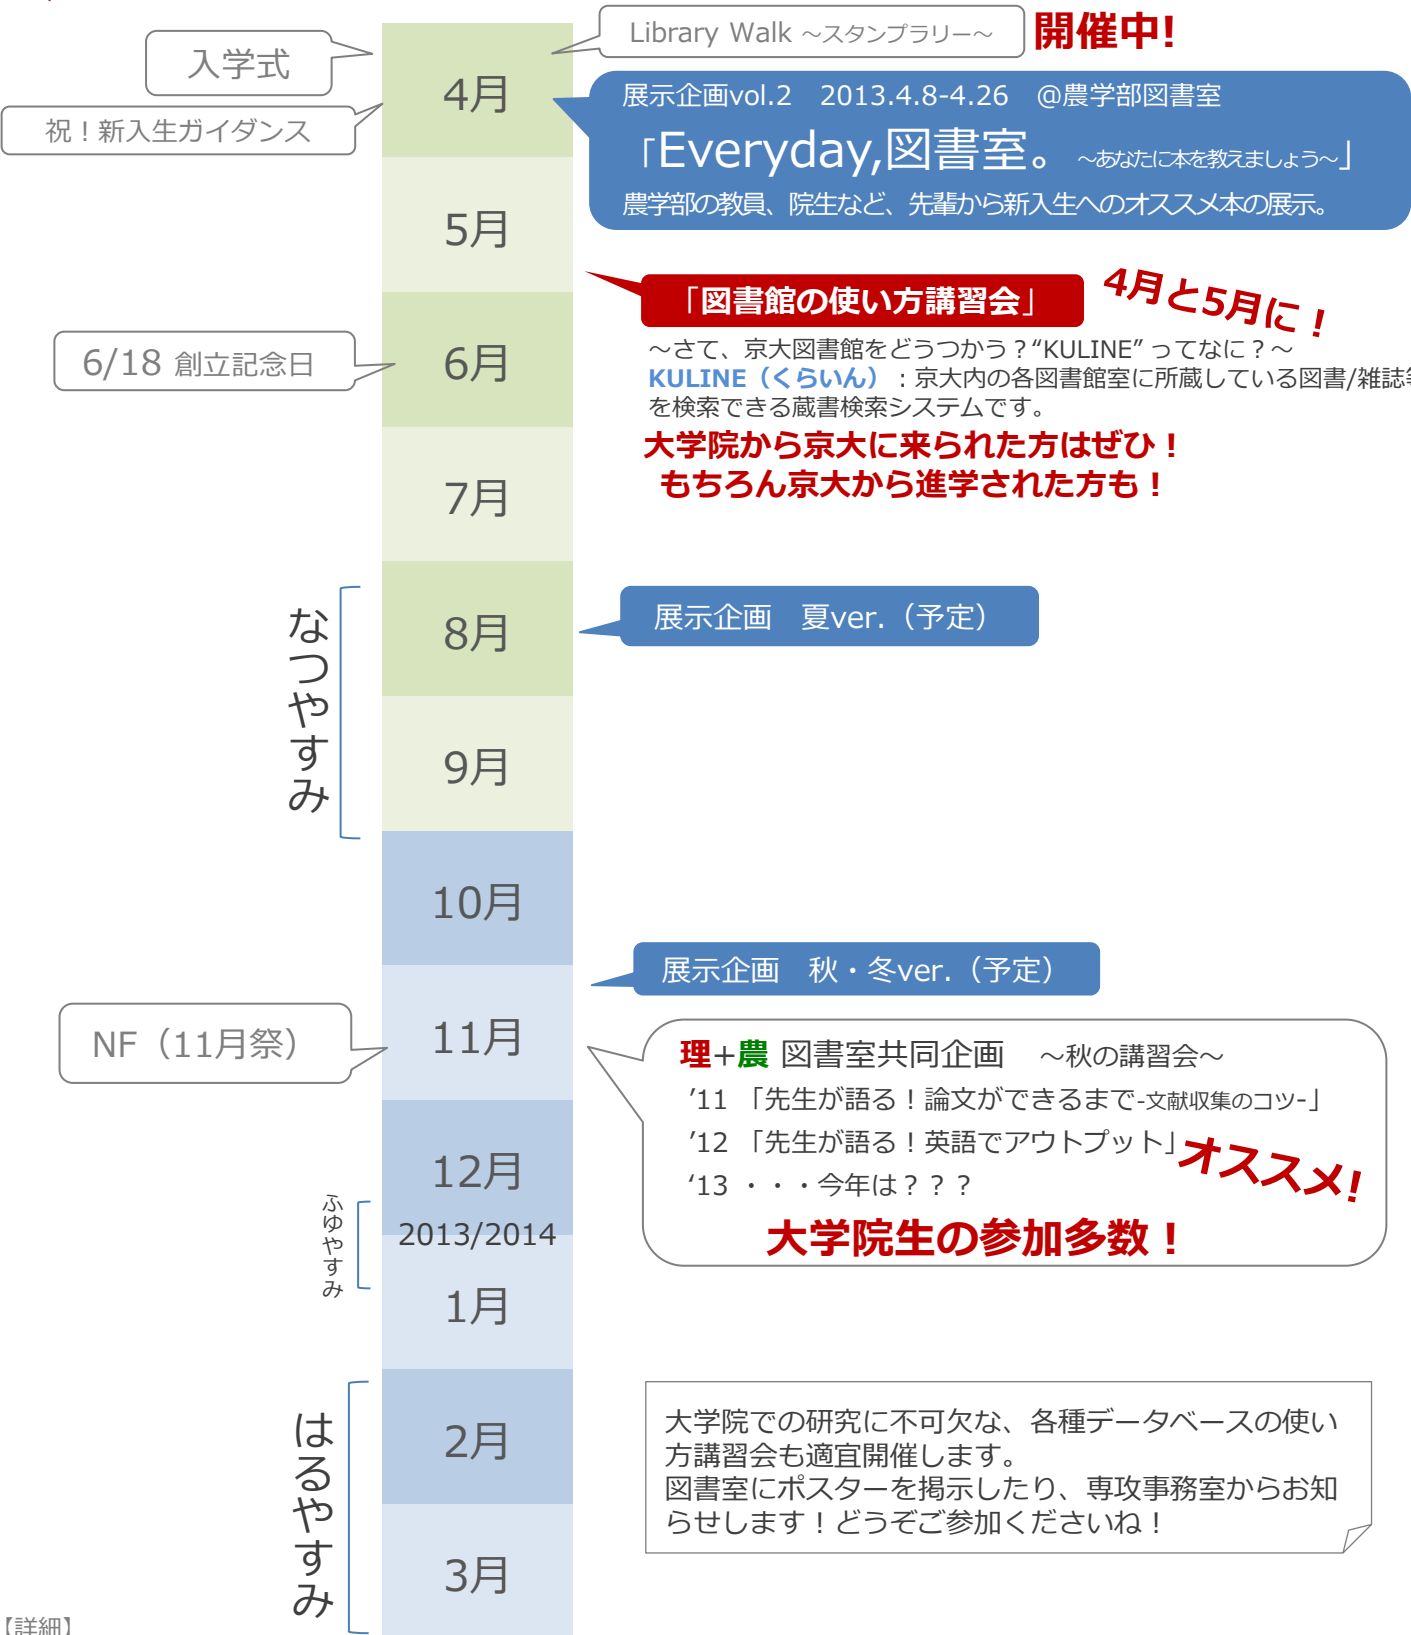 Library Walk ～スタンプラリー～
開催中!
入学式
4月
祝！新入生ガイダンス
展示企画vol.2　2013.4.8-4.26　@農学部図書室
「Everyday,図書室。 ～あなたに本を教えましょう～」
農学部の教員、院生など、先輩から新入生へのオススメ本の展示。
5月
「図書館の使い方講習会」
4月と5月に！
～さて、京大図書館をどうつかう？“KULINE” ってなに？～
KULINE（くらいん）：京大内の各図書館室に所蔵している図書/雑誌等
を検索できる蔵書検索システムです。
大学院から京大に来られた方はぜひ！
もちろん京大から進学された方も！
6/18 創立記念日
6月
7月
なつやすみ
8月
展示企画　夏ver.（予定）
9月
10月
展示企画　秋・冬ver.（予定）
NF（11月祭）
11月
理+農 図書室共同企画　～秋の講習会～
’11 「先生が語る！論文ができるまで-文献収集のコツ-」
’12 「先生が語る！英語でアウトプット」
‘13 ・・・今年は？？？
オススメ!
大学院生の参加多数！
12月
ふゆやすみ
2013/2014
1月
はるやすみ
2月
大学院での研究に不可欠な、各種データベースの使い
方講習会も適宜開催します。
図書室にポスターを掲示したり、専攻事務室からお知
らせします！どうぞご参加くださいね！
3月
【詳細】